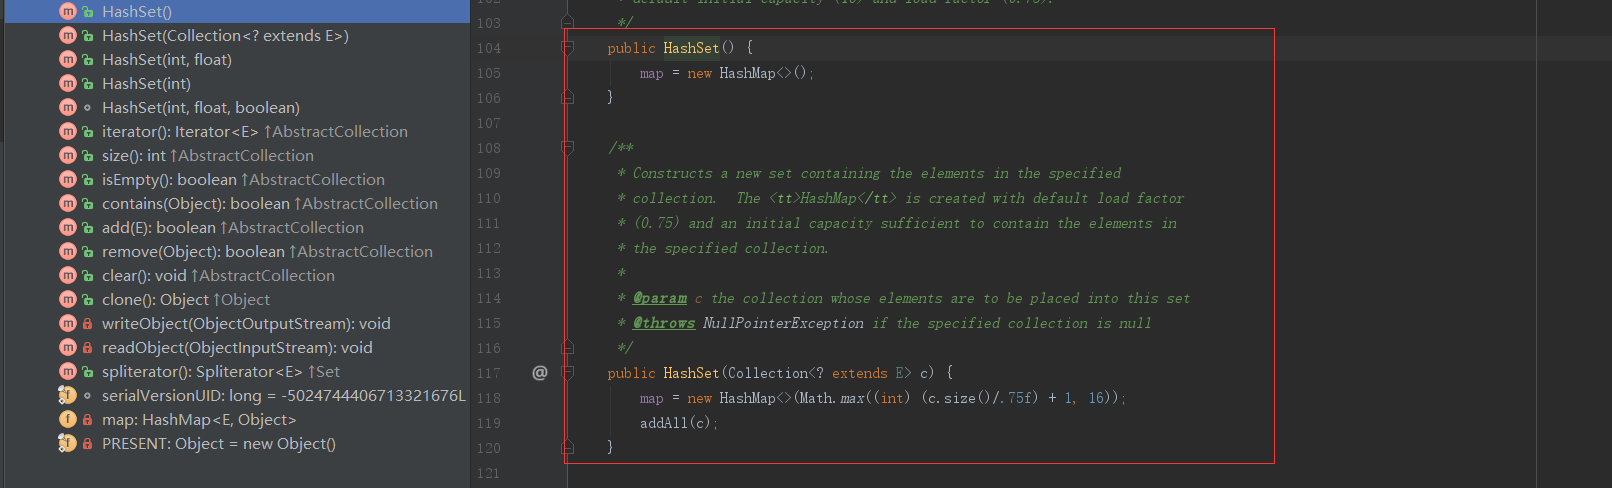 HashSet()
HashSet(Collection<? extends E>)
HashSet(int, float)
HashSet(int)
HashSet(int, float, boolean)
iterator(): Iterator<E> ↑AbstractCollection
size(): int ↑AbstractCollection
isEmpty(): boolean ↑AbstractCollection
contains(Object): boolean ↑AbstractCollection
add(E): boolean ↑AbstractCollection
remove(Object): boolean ↑AbstractCollection
clear(): void ↑AbstractCollection
clone(): Object ↑Object
writeObject(ObjectOutputStream): void
readObject(ObjectInputStream): void
spliterator(): Spliterator<E> ↑Set
serialVersionUID: long = -5024744406713321676L
map: HashMap<E, Object>
PRESENT: Object = new Object()
103 */
104 public HashSet() {
105 map = new HashMap<>();
106 }
107
108 /**
109 * Constructs a new set containing the elements in the specified
110 * collection. The <tt>HashMap</tt> is created with default load factor
111 * (0.75) and an initial capacity sufficient to contain the elements in
112 * the specified collection.
113 *
114 * @param c the collection whose elements are to be placed into this set
115 * @throws NullPointerException if the specified collection is null
116 */
117 @ public HashSet(Collection<? extends E> c) {
118 map = new HashMap<>(Math.max((int) (c.size()/.75f) + 1, 16));
119 addAll(c);
120 }
121